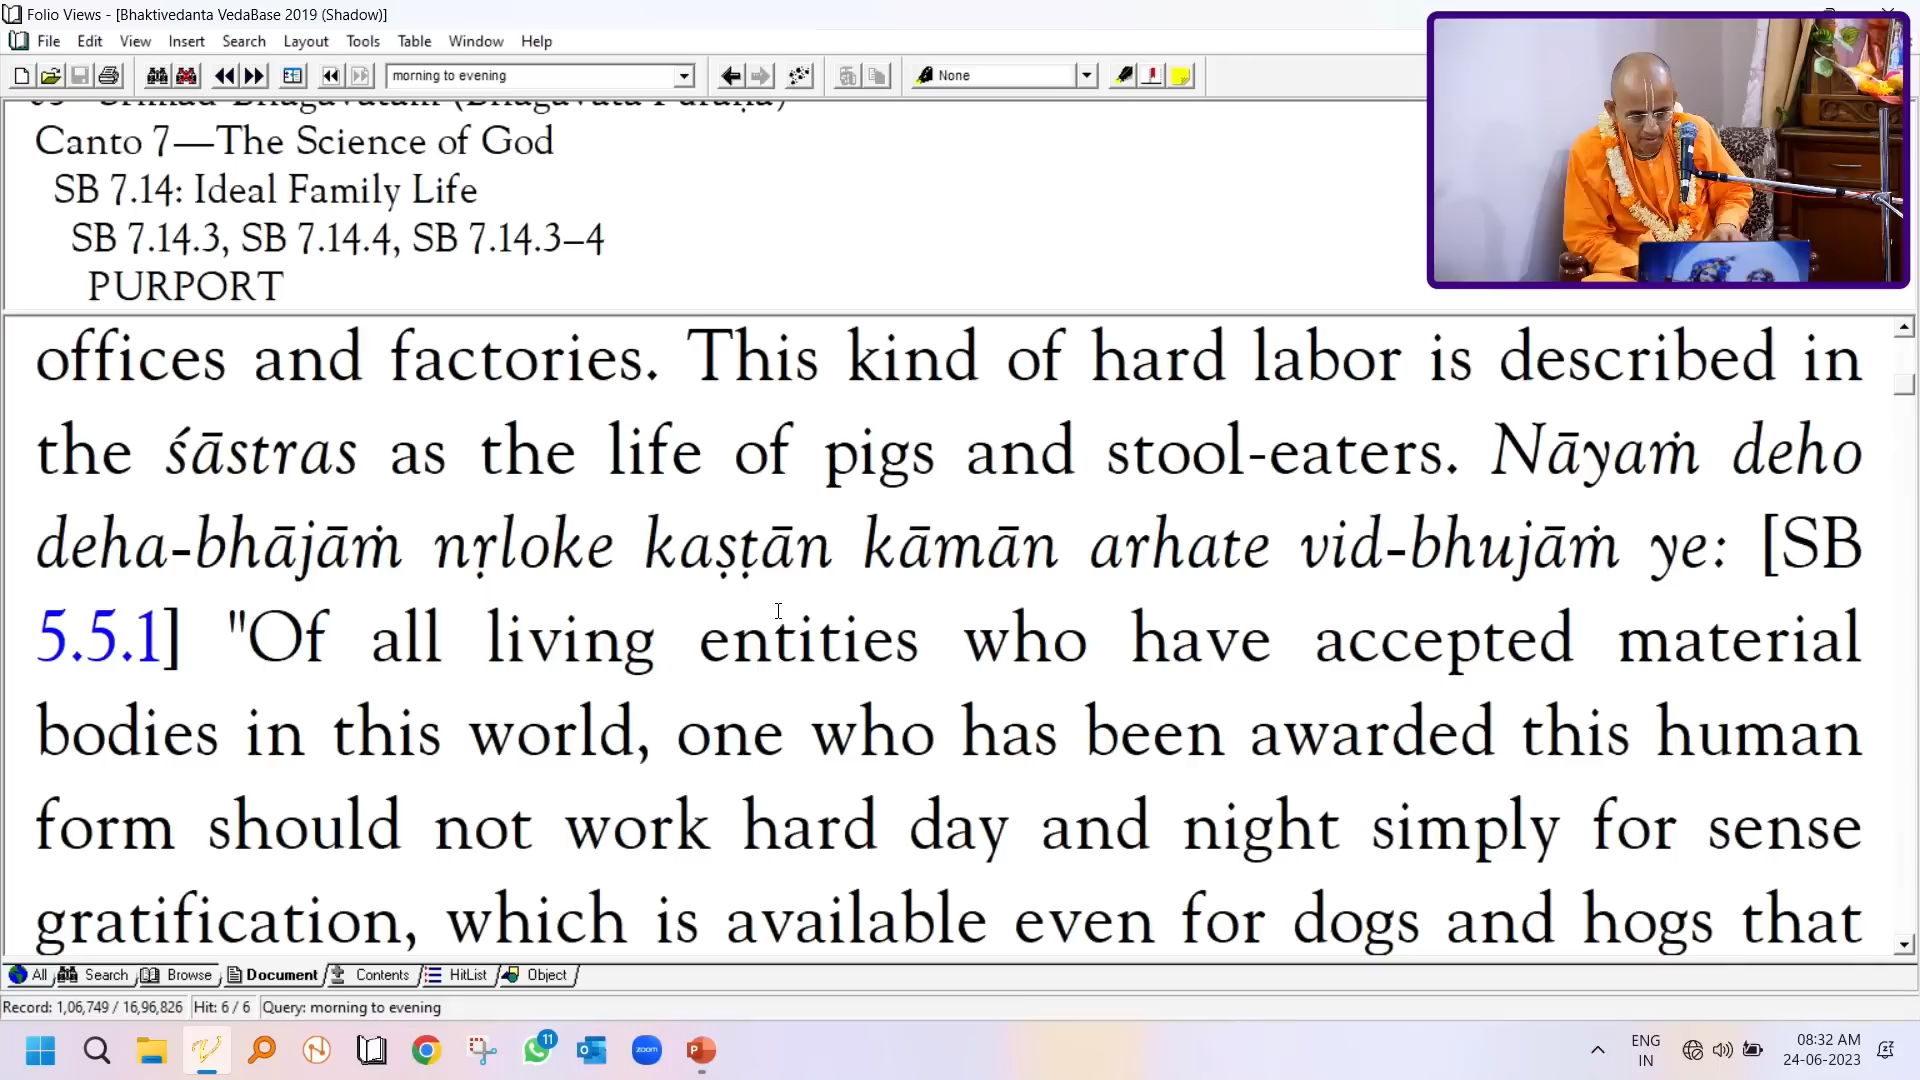 Folio Views - [Bhaktivedanta VedaBase 2019 (Shadow)]
File Edit View Insert Search Layout Tools Table Window Help
morning to evening
None
Canto 7—The Science of God
SB 7.14: Ideal Family Life
SB 7.14.3, SB 7.14.4, SB 7.14.3–4
PURPORT
offices and factories. This kind of hard labor is described in
the śāstras as the life of pigs and stool-eaters. Nāyaṁ deho
deha-bhājāṁ nṛloke kaṣṭān kāmān arhate vid-bhujāṁ ye: [SB
5.5.1] "Of all living entities who have accepted material
bodies in this world, one who has been awarded this human
form should not work hard day and night simply for sense
gratification, which is available even for dogs and hogs that
All Search Browse Document Contents HitList Object
Record: 1,06,749 / 16,96,826 Hit: 6 / 6 Query: morning to evening
11
zoom
ENG
IN
08:32 AM
24-06-2023